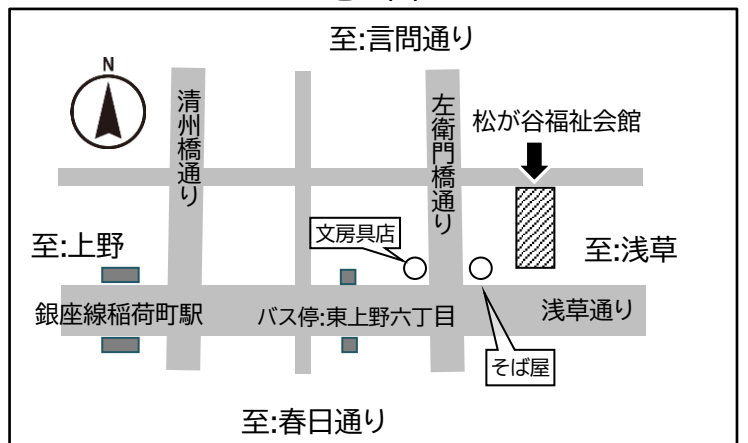 至:言問通り
N
清州橋通り
左衛門橋通り
松が谷福祉会館
文房具店
至:上野
至:浅草
銀座線稲荷町駅
バス停:東上野六丁目
浅草通り
そば屋
至:春日通り